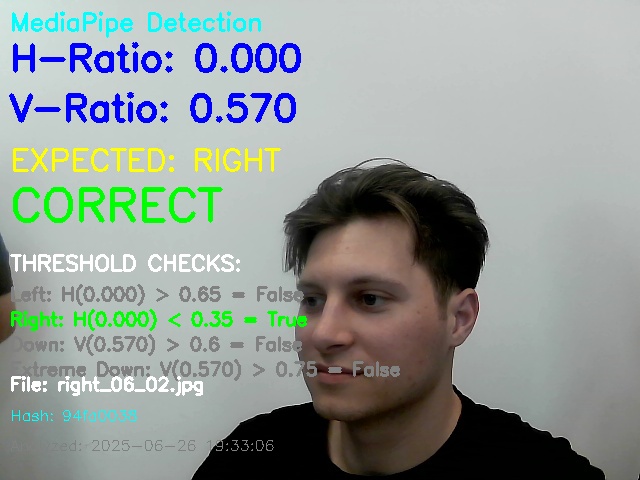 MediaPipe Detection
H-Ratio: 0.000
V-Ratio: 0.570
EXPECTED: RIGHT
CORRECT
THRESHOLD CHECKS:
Left: H(0.000) > 0.65 = False
Right: H(0.000) < 0.35 = True
Down: V(0.570) > 0.6 = False
Extreme Down: V(0.570) > 0.75 = False
File: right_06_02.jpg
Hash:
2025-06-26 19:33:06